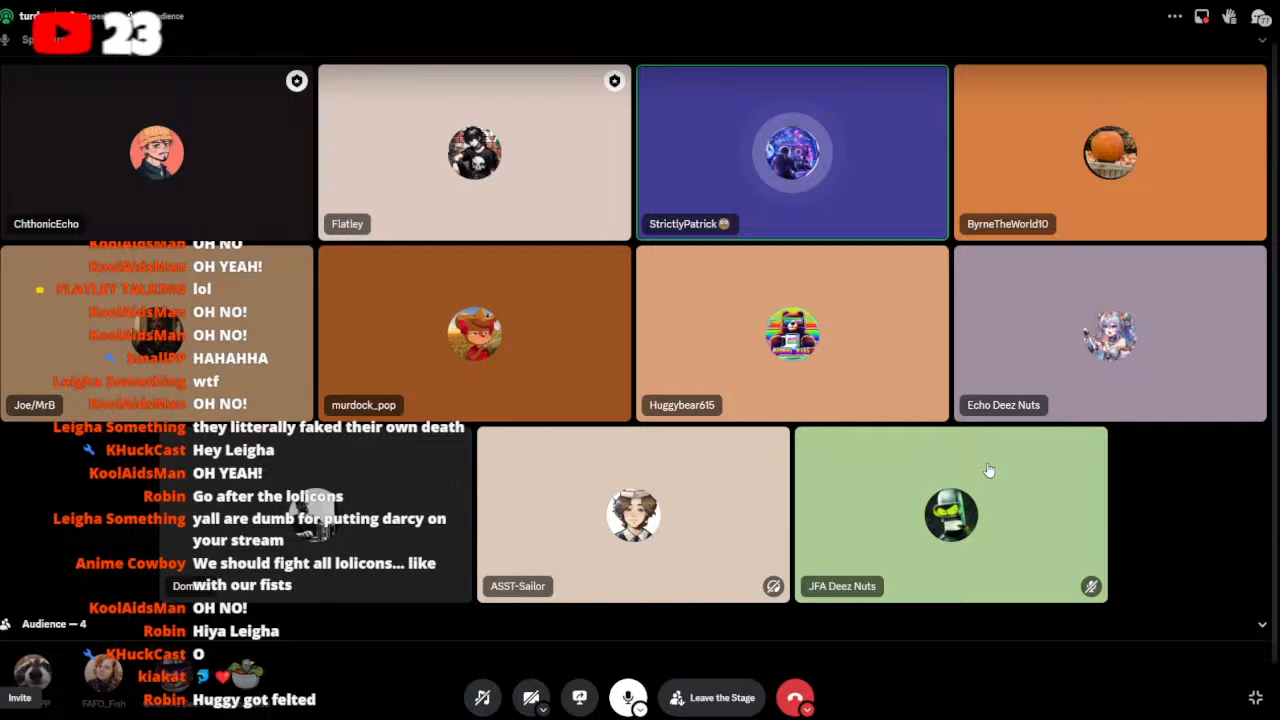 23
ChthonicEcho
Flatley
StrictlyPatrick
ByrneTheWorld10
KoolAidsMan OH NO
KoolAidsMan OH YEAH!
FLATLEY TALKING lol
KoolAidsMan OH NO!
KoolAidsMan OH NO!
SmallPP HAHAHHA
Leigha Something wtf
KoolAidsMan OH NO!
Joe/MrB
murdock_pop
Huggybear615
Echo Deez Nuts
Leigha Something they litterally faked their own death
KHuckCast Hey Leigha
KoolAidsMan OH YEAH!
Robin Go after the lolicons
Leigha Something yall are dumb for putting darcy on
your stream
Anime Cowboy We should fight all lolicons... like
with our fists
ASST-Sailor
JFA Deez Nuts
KoolAidsMan OH NO!
Audience — 4
Robin Hiya Leigha
KHuckCast O
kiakat
Robin Huggy got felted
Invite
FAFO_Fish
Leave the Stage